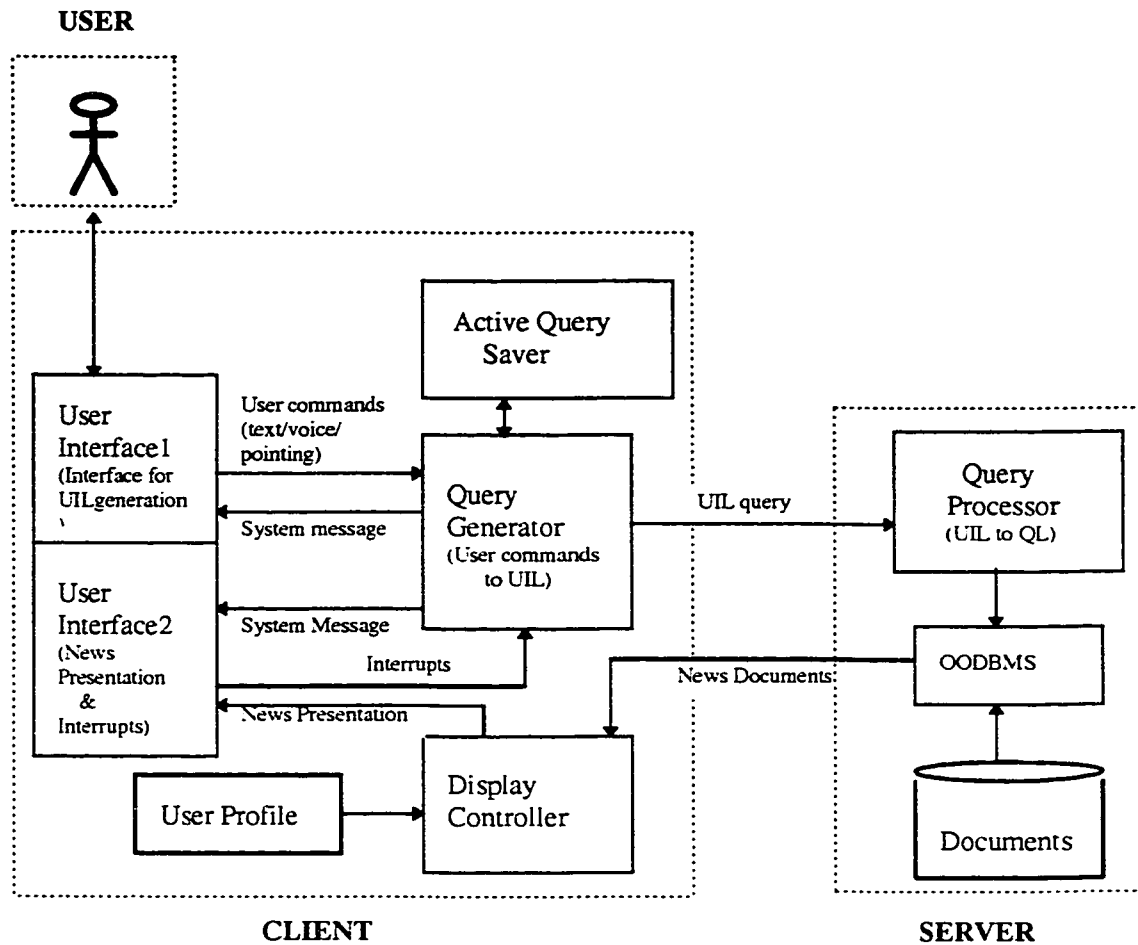 USER
Active Query
Saver
User
Interface1
(Interface for
UILgeneration
)
User commands
(text/voice/
pointing)
System message
Query
Generator
(User commands
to UIL)
UIL query
Query
Processor
(UIL to QL)
User
Interface2
(News
Presentation
&
Interrupts)
System Message
Interrupts
News Presentation
News Documents
OODBMS
User Profile
Display
Controller
Documents
CLIENT
SERVER